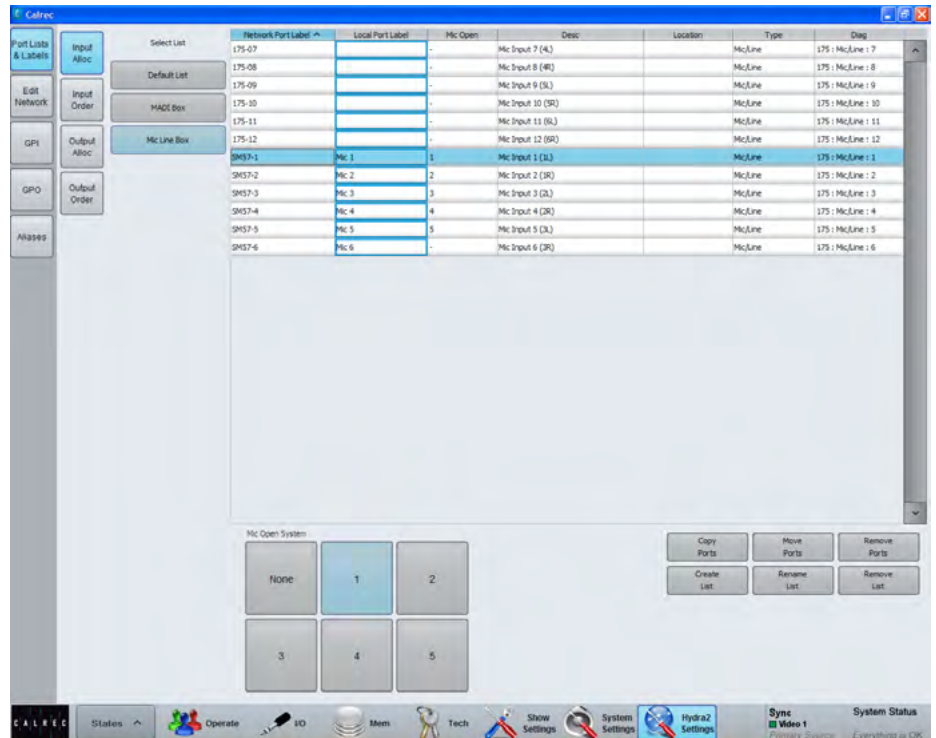 Calrec
Port Lists & Labels
Edit Network
GPI
GPO
Aliases
Input Alloc
Input Order
Output Alloc
Output Order
Select List
Default List
MADI Box
Mic Line Box
Network Port Label Local Port Label Mic Open Desc Location Type Diag
175-07 - Mic Input 7 (4L) Mic/Line 175 : Mic/Line : 7
175-08 - Mic Input 8 (4R) Mic/Line 175 : Mic/Line : 8
175-09 - Mic Input 9 (5L) Mic/Line 175 : Mic/Line : 9
175-10 - Mic Input 10 (5R) Mic/Line 175 : Mic/Line : 10
175-11 - Mic Input 11 (6L) Mic/Line 175 : Mic/Line : 11
175-12 - Mic Input 12 (6R) Mic/Line 175 : Mic/Line : 12
SM57-1 Mic 1 1 Mic Input 1 (1L) Mic/Line 175 : Mic/Line : 1
SM57-2 Mic 2 2 Mic Input 2 (1R) Mic/Line 175 : Mic/Line : 2
SM57-3 Mic 3 3 Mic Input 3 (2L) Mic/Line 175 : Mic/Line : 3
SM57-4 Mic 4 4 Mic Input 4 (2R) Mic/Line 175 : Mic/Line : 4
SM57-5 Mic 5 5 Mic Input 5 (3L) Mic/Line 175 : Mic/Line : 5
SM57-6 Mic 6 - Mic Input 6 (3R) Mic/Line 175 : Mic/Line : 6
Mic Open System
None 1 2
3 4 5
Copy Ports Move Ports Remove Ports
Create List Rename List Remove List
CALREC
States
Operate
I/O
Mem
Tech
Show Settings
System Settings
Hydra2 Settings
Sync
Video 1
Primary Source
System Status
Everything is OK